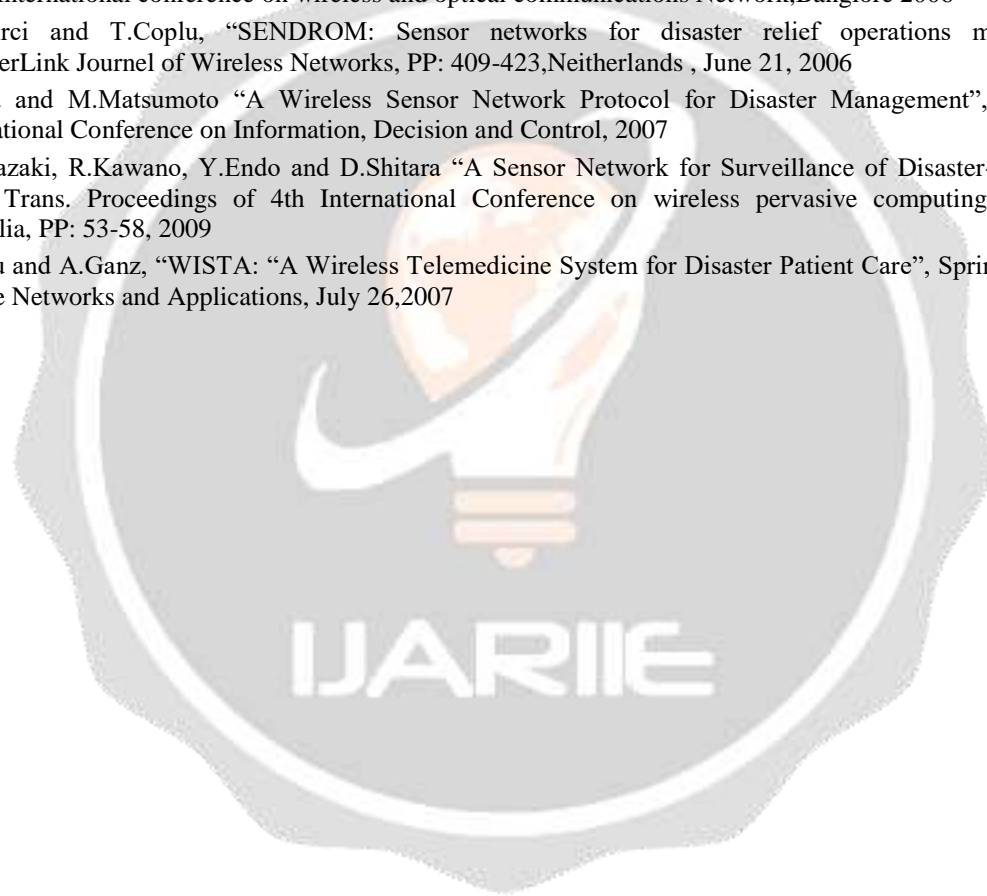 nternational conference on wireless and optical communications Network,Banglore 2008
rci and T.Coplu, “SENDROM: Sensor networks for disaster relief operations m
erLink Journel of Wireless Networks, PP: 409-423,Neitherlands , June 21, 2006
and M.Matsumoto “A Wireless Sensor Network Protocol for Disaster Management”,
ational Conference on Information, Decision and Control, 2007
azaki, R.Kawano, Y.Endo and D.Shitara “A Sensor Network for Surveillance of Disaster-
Trans. Proceedings of 4th International Conference on wireless pervasive computing
lia, PP: 53-58, 2009
u and A.Ganz, “WISTA: “A Wireless Telemedicine System for Disaster Patient Care”, Sprin
e Networks and Applications, July 26,2007
IJARIIE